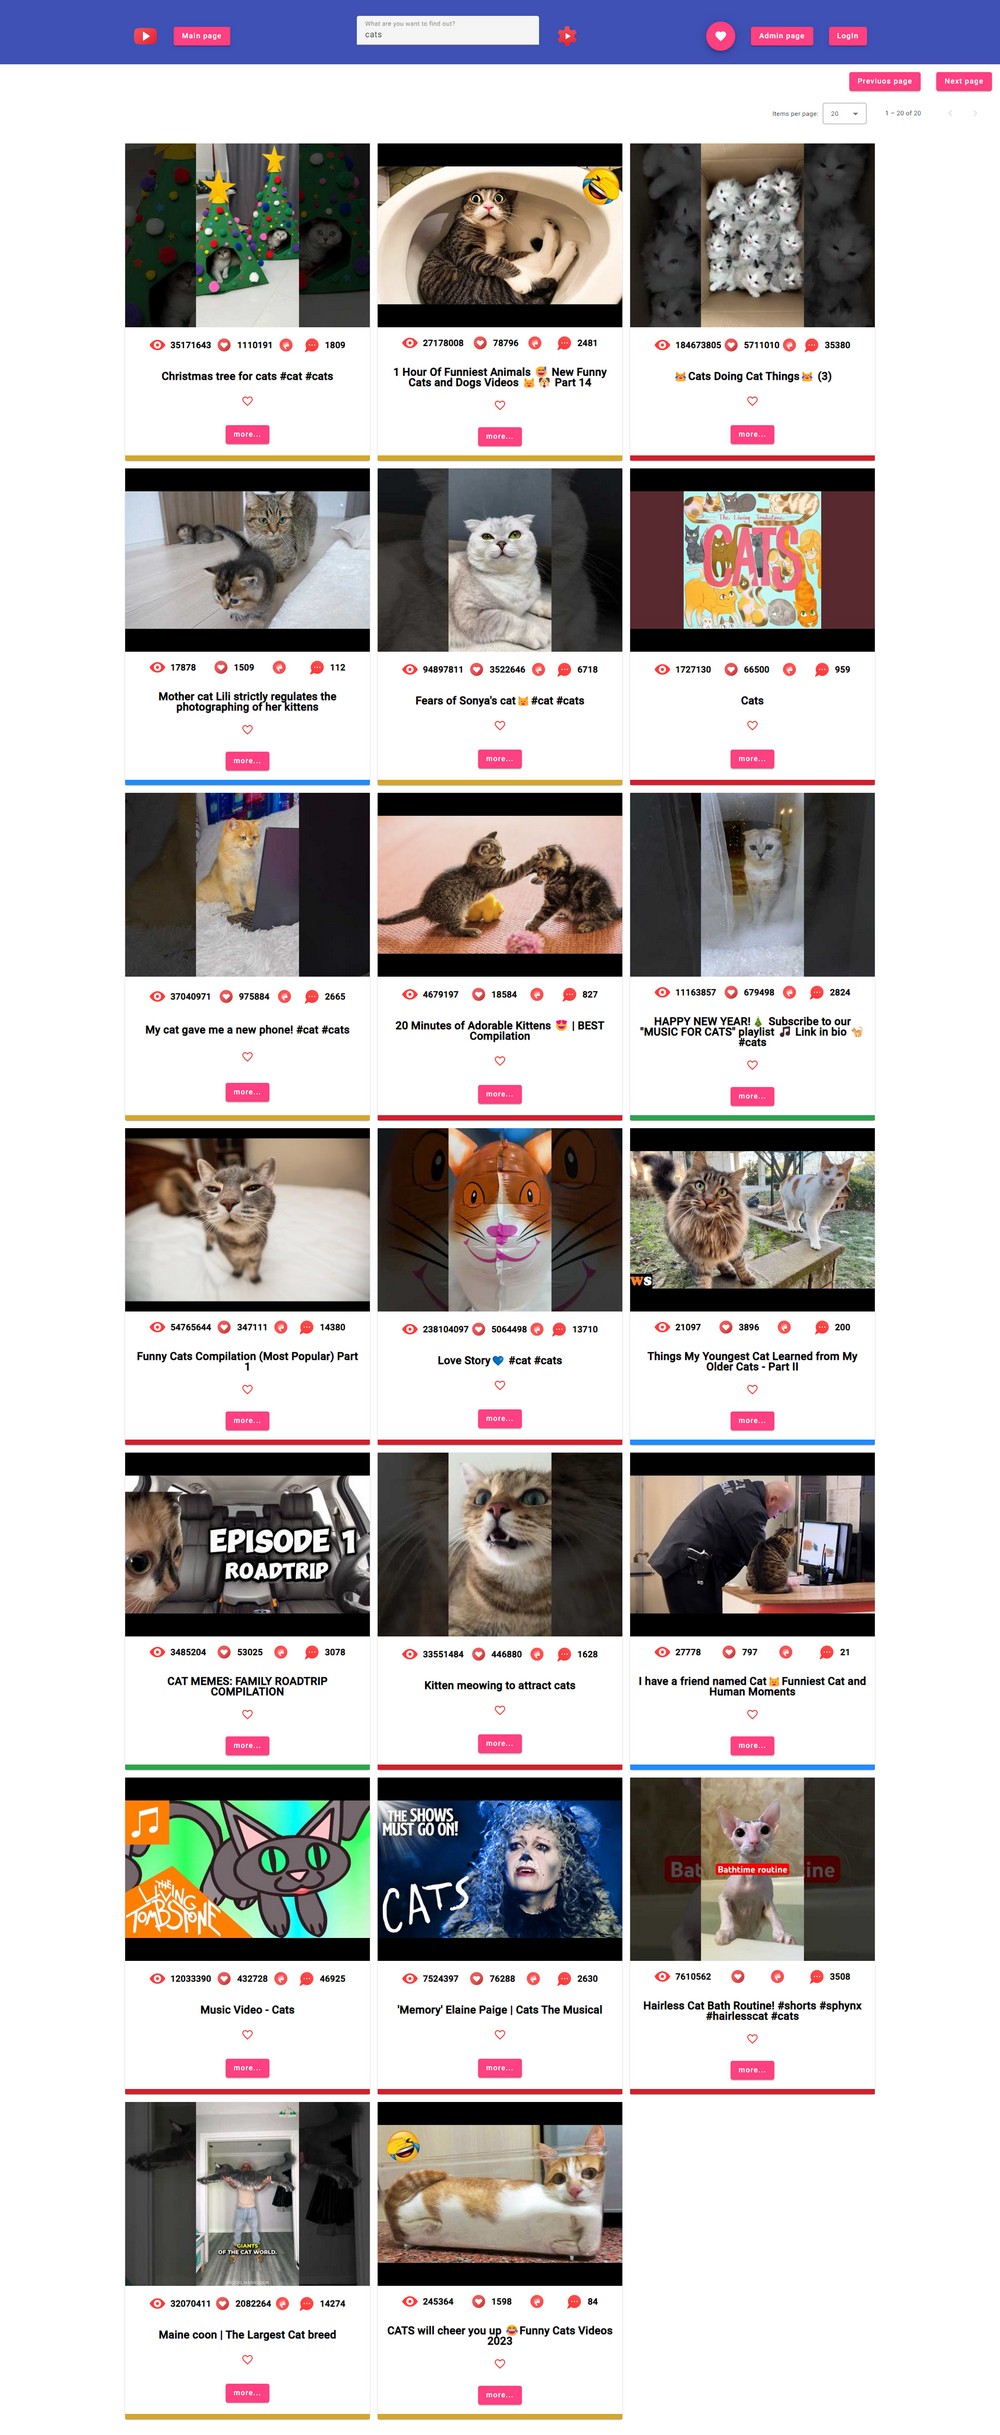 Main page
What are you want to find out?
cats
Admin page
LogIn
Previuos page
Next page
Items per page:
20
1 – 20 of 20
35171643 1110191 1809
Christmas tree for cats #cat #cats
more...
27178008 78796 2481
1 Hour Of Funniest Animals 😅 New Funny
Cats and Dogs Videos 😹 🐶 Part 14
more...
184673805 5711010 35380
😹Cats Doing Cat Things😹 (3)
more...
17878 1509 112
Mother cat Lili strictly regulates the
photographing of her kittens
more...
94897811 3522646 6718
Fears of Sonya's cat🙀#cat #cats
more...
The Living Tombstone
CATS
1727130 66500 959
Cats
more...
37040971 975884 2665
My cat gave me a new phone! #cat #cats
more...
4679197 18584 827
20 Minutes of Adorable Kittens 😍 | BEST
Compilation
more...
11163857 679498 2824
HAPPY NEW YEAR!🎄 Subscribe to our
"MUSIC FOR CATS" playlist 🎵 Link in bio 🐈
#cats
more...
54765644 347111 14380
Funny Cats Compilation (Most Popular) Part
1
more...
238104097 5064498 13710
Love Story💙 #cat #cats
more...
WS
21097 3896 200
Things My Youngest Cat Learned from My
Older Cats - Part II
more...
EPISODE 1
ROADTRIP
3485204 53025 3078
CAT MEMES: FAMILY ROADTRIP
COMPILATION
more...
33551484 446880 1628
Kitten meowing to attract cats
more...
27778 797 21
I have a friend named Cat😹Funniest Cat and
Human Moments
more...
THE
LIVING
TOMBSTONE
12033390 432728 46925
Music Video - Cats
more...
THE SHOWS
MUST GO ON!
CATS
7524397 76288 2630
'Memory' Elaine Paige | Cats The Musical
more...
Bathtime routine
7610562 3508
Hairless Cat Bath Routine! #shorts #sphynx
#hairlesscat #cats
more...
"GIANTS"
OF THE CAT WORLD.
32070411 2082264 14274
Maine coon | The Largest Cat breed
more...
245364 1598 84
CATS will cheer you up 😂Funny Cats Videos
2023
more...